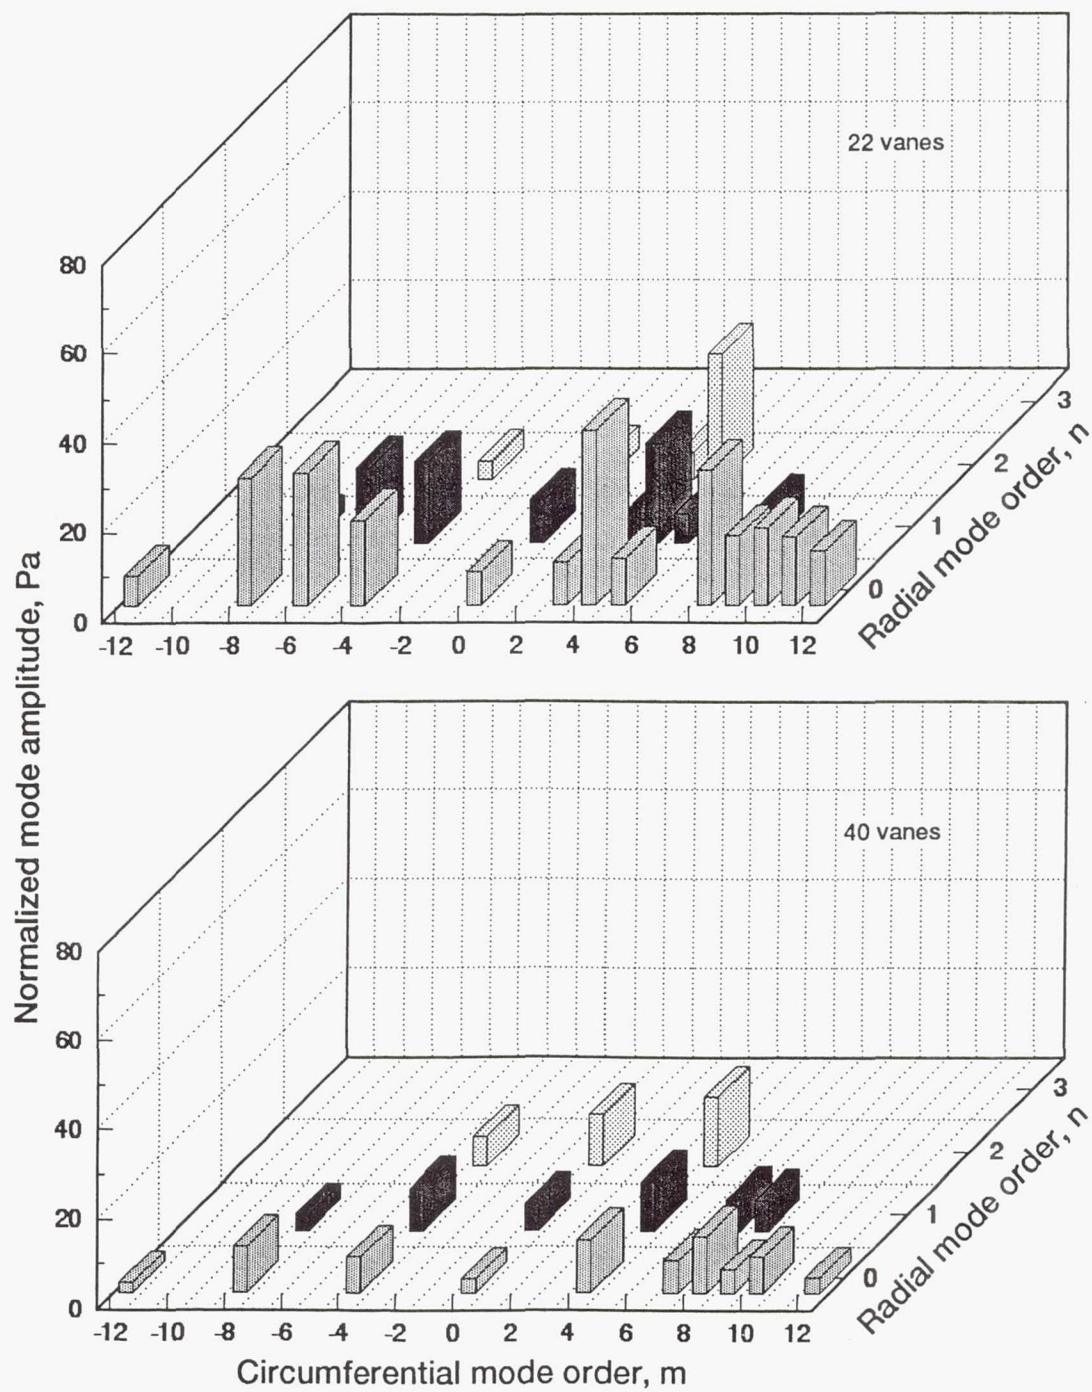 22 vanes
80
60
40
20
0
-12 -10 -8 -6 -4 -2 0 2 4 6 8 10 12
0 1 2 3
Radial mode order, n
Normalized mode amplitude, Pa
40 vanes
80
60
40
20
0
-12 -10 -8 -6 -4 -2 0 2 4 6 8 10 12
0 1 2 3
Radial mode order, n
Circumferential mode order, m